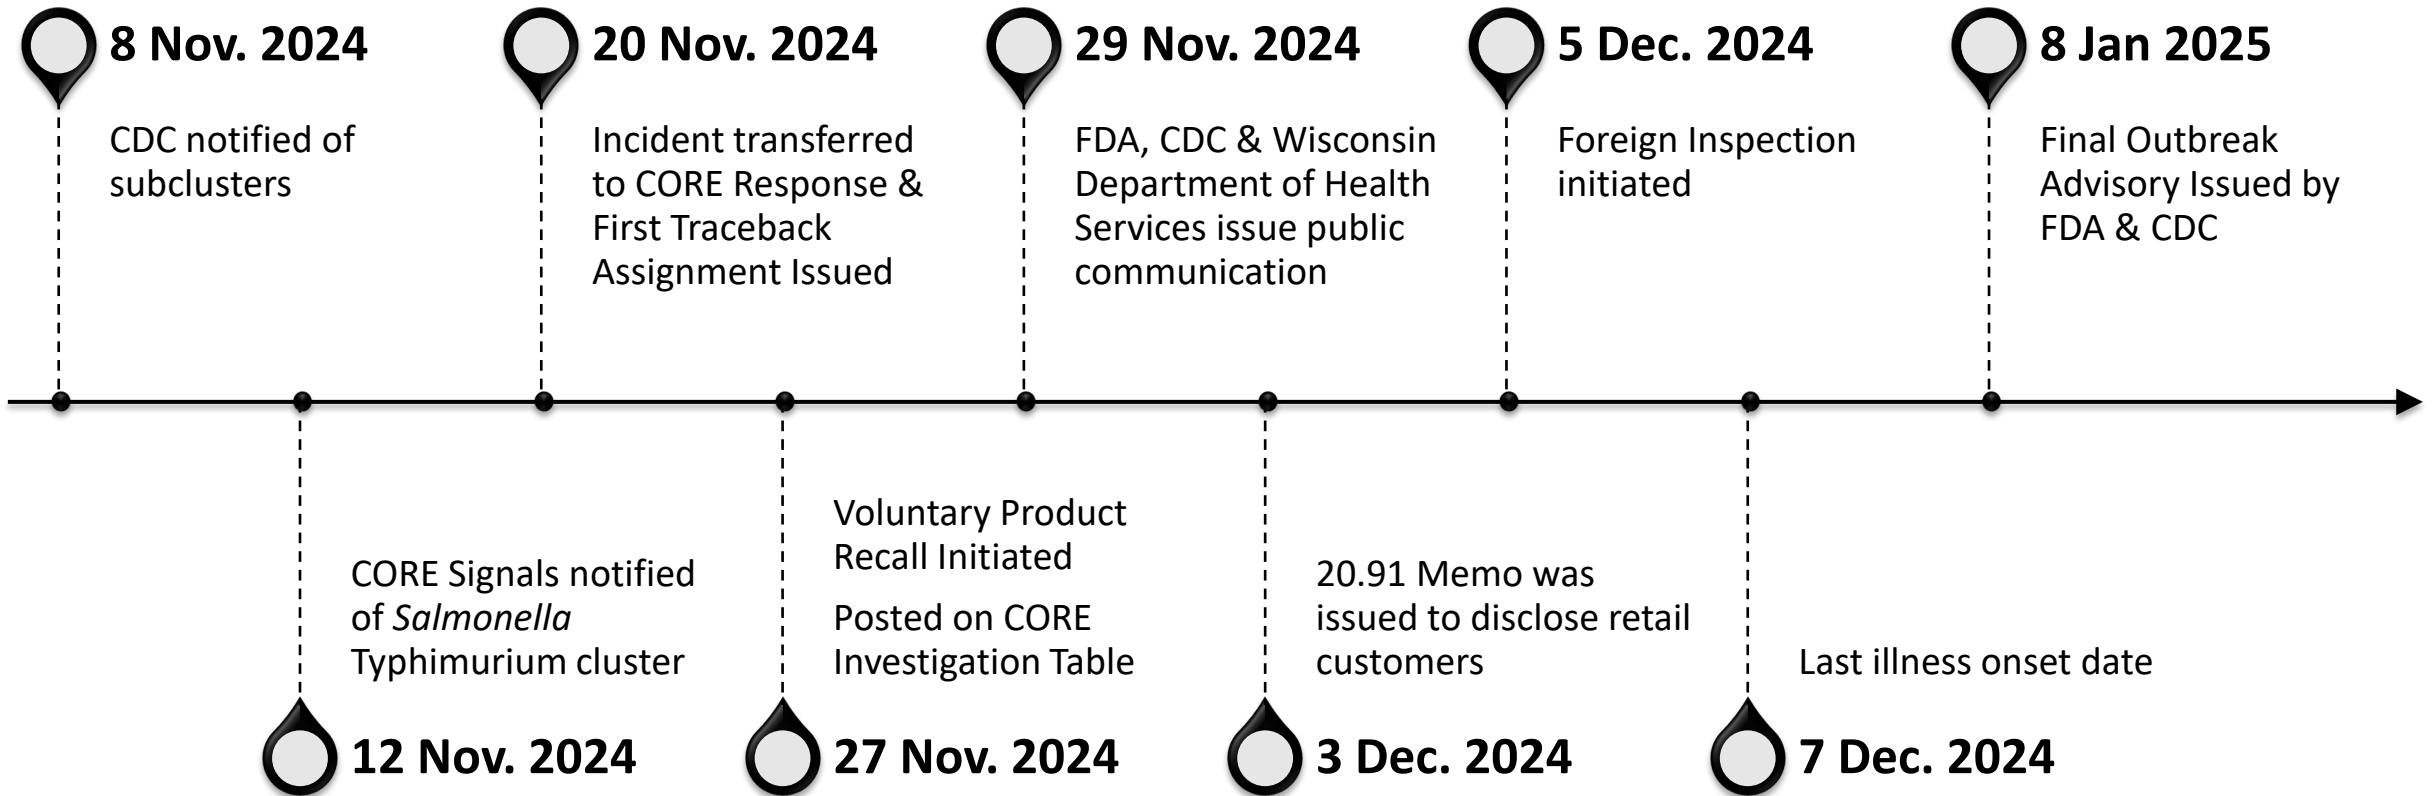 8 Nov. 2024
CDC notified of
subclusters
20 Nov. 2024
Incident transferred
to CORE Response &
First Traceback
Assignment Issued
29 Nov. 2024
FDA, CDC & Wisconsin
Department of Health
Services issue public
communication
5 Dec. 2024
Foreign Inspection
initiated
8 Jan 2025
Final Outbreak
Advisory Issued by
FDA & CDC
CORE Signals notified
of Salmonella
Typhimurium cluster
12 Nov. 2024
Voluntary Product
Recall Initiated
Posted on CORE
Investigation Table
27 Nov. 2024
20.91 Memo was
issued to disclose retail
customers
3 Dec. 2024
Last illness onset date
7 Dec. 2024